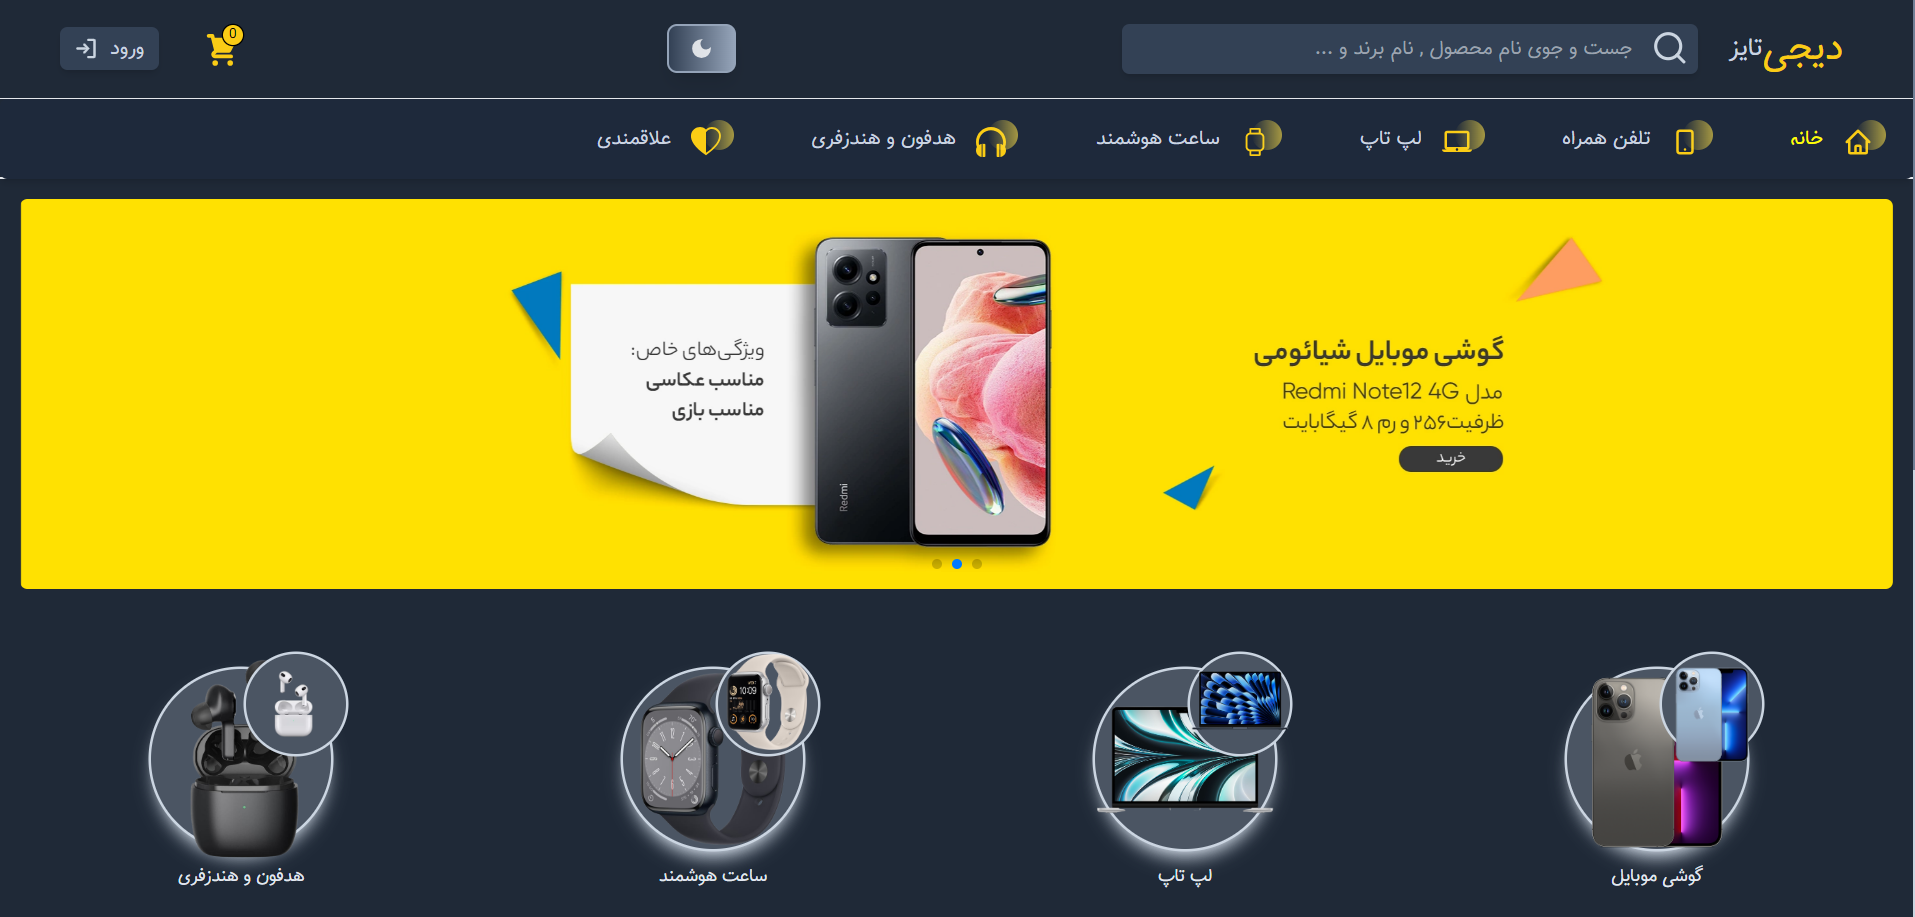 دیجی تایز
جست و جوی نام محصول , نام برند و ...
0
ورود
خانه
تلفن همراه
لپ تاپ
ساعت هوشمند
هدفون و هندزفری
علاقمندی
گوشی موبایل شیائومی
مدل Redmi Note12 4G
ظرفیت۲۵۶ و رم ۸ گیگابایت
خرید
ویژگی‌های خاص:
مناسب عکاسی
مناسب بازی
Redmi
10:09
گوشی موبایل
لپ تاپ
ساعت هوشمند
هدفون و هندزفری